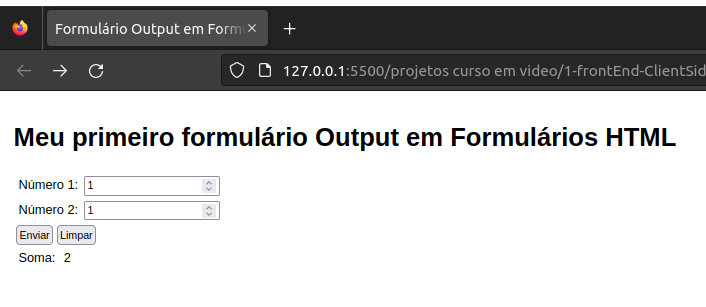 Formulário Output em Form
127.0.0.1:5500/projetos curso em video/1-frontEnd-ClientSid
Meu primeiro formulário Output em Formulários HTML
Número 1: 1
Número 2: 1
Enviar Limpar
Soma: 2